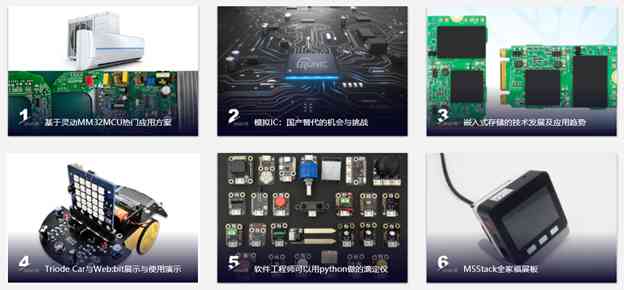 1 基于灵动MM32MCU热门应用方案
2 模拟IC：国产替代的机会与挑战
3 嵌入式存储的技术发展及应用趋势
4 Triode Car与Web:bit展示与使用演示
5 软件工程师可以用python做的滴定仪
6 M5Stack全家福展板